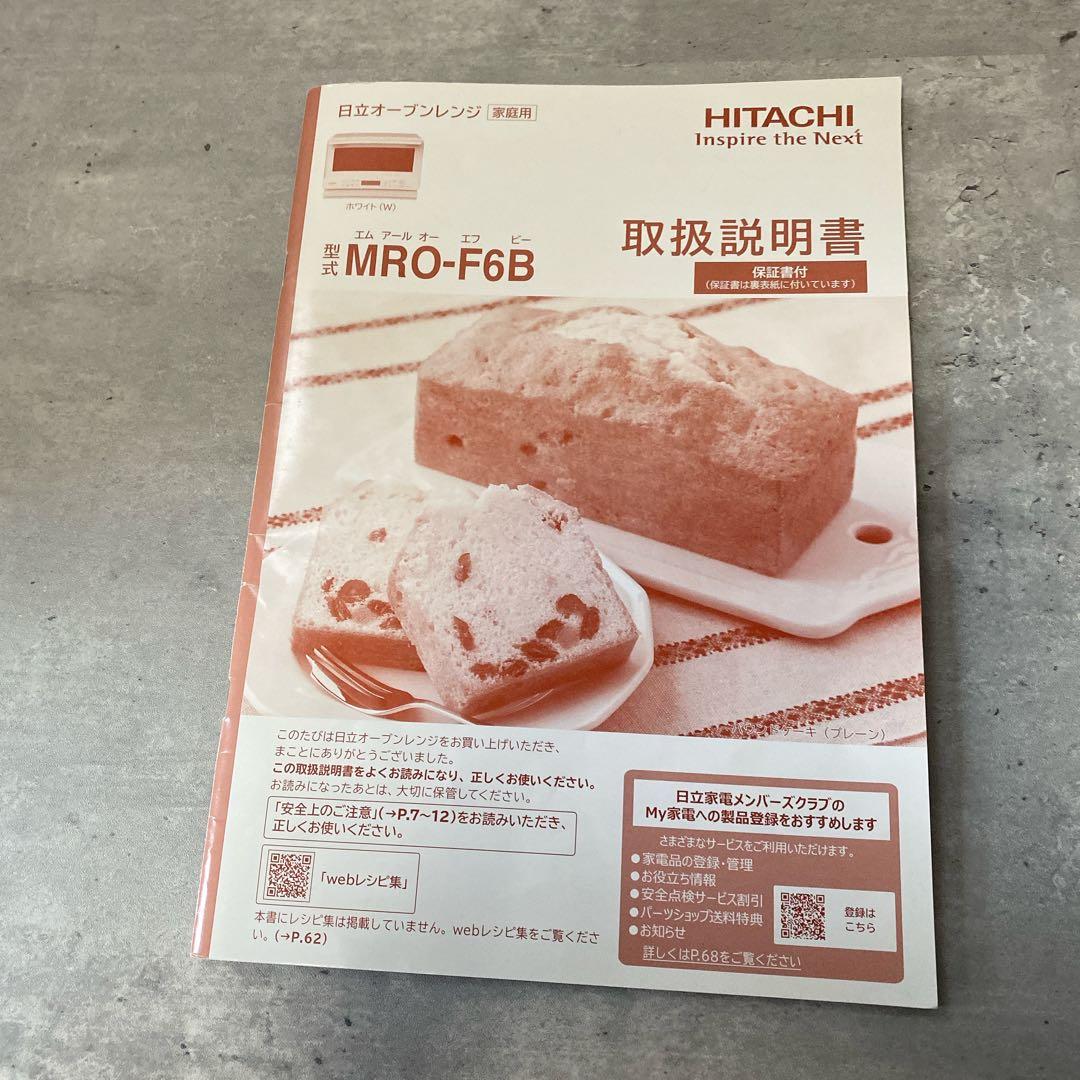 日立オーブンレンジ 家庭用
HITACHI
Inspire the Next
ホワイト(W)
エム アール オー エフ ビー
型式 MRO-F6B
取扱説明書
保証書付
(保証書は裏表紙に付いています)
パウンドケーキ(プレーン)
このたびは日立オーブンレンジをお買い上げいただき、
まことにありがとうございました。
この取扱説明書をよくお読みになり、正しくお使いください。
お読みになったあとは、大切に保管してください。
「安全上のご注意」(→P.7~12)をお読みいただき、
正しくお使いください。
「webレシピ集」
本書にレシピ集は掲載していません。webレシピ集をご覧くださ
い。(→P.62)
日立家電メンバーズクラブの
My家電への製品登録をおすすめします
さまざまなサービスをご利用いただけます。
●家電品の登録・管理
●お役立ち情報
●安全点検サービス割引
●パーツショップ送料特典
●お知らせ
登録は
こちら
詳しくはP.68をご覧ください